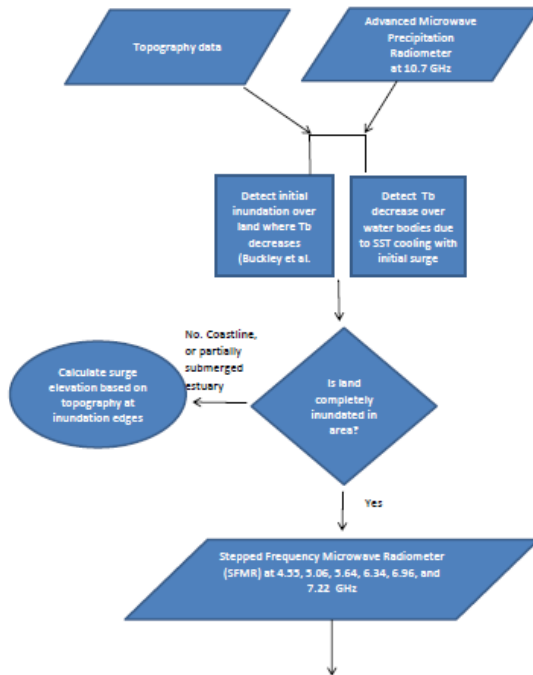 Topography data
Advanced Microwave
Precipitation
Radiometer
at 10.7 GHz
Detect initial
inundation over
land where Tb
decreases
(Buckley et al.
Detect Tb
decrease over
water bodies due
to SST cooling with
initial surge
No. Coastline,
or partially
submerged
estuary
Calculate surge
elevation based on
topography at
inundation edges
Is land
completely
inundated in
area?
Yes
Stepped Frequency Microwave Radiometer
(SFMR) at 4.55, 5.06, 5.64, 6.34, 6.96, and
7.22 GHz